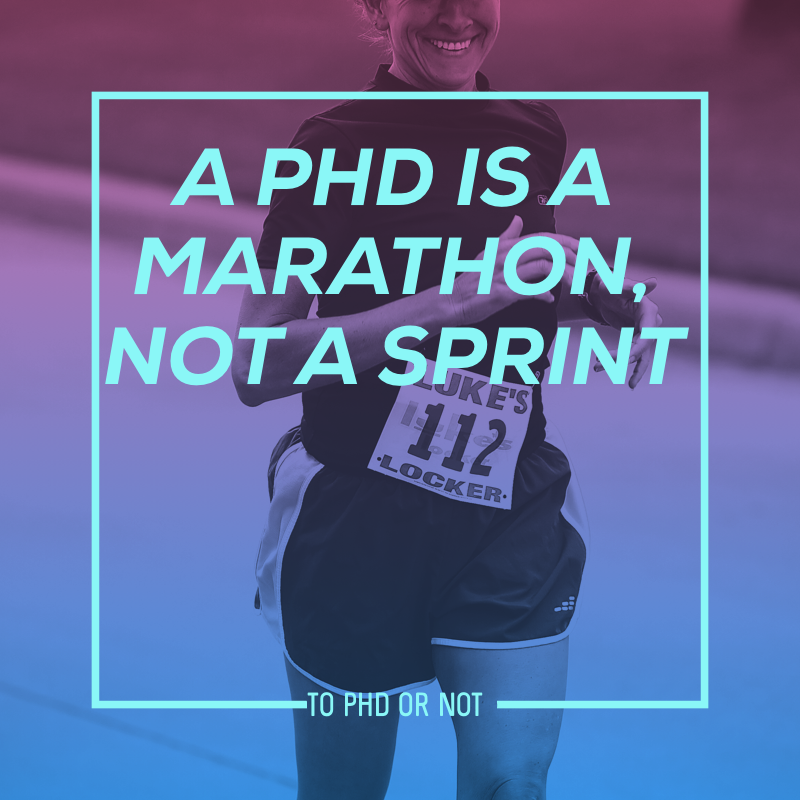 A PHD IS A
MARATHON,
NOT A SPRINT
LUKE'S
112
LOCKER
TO PHD OR NOT